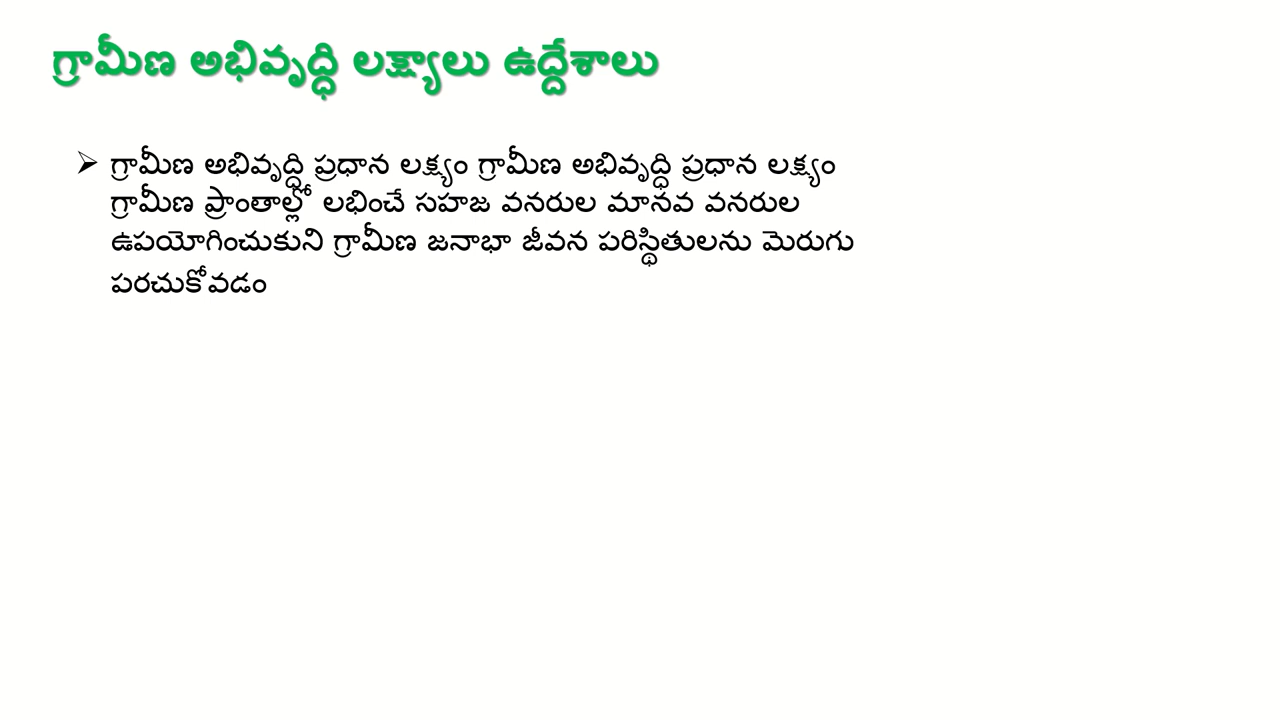 గ్రామీణ అభివృద్ధి లక్ష్యాలు ఉద్దేశాలు
గ్రామీణ అభివృద్ధి ప్రధాన లక్ష్యం గ్రామీణ అభివృద్ధి ప్రధాన లక్ష్యం
గ్రామీణ ప్రాంతాల్లో లభించే సహజ వనరుల మానవ వనరుల
ఉపయోగించుకుని గ్రామీణ జనాభా జీవన పరిస్థితులను మెరుగు
పరచుకోవడం